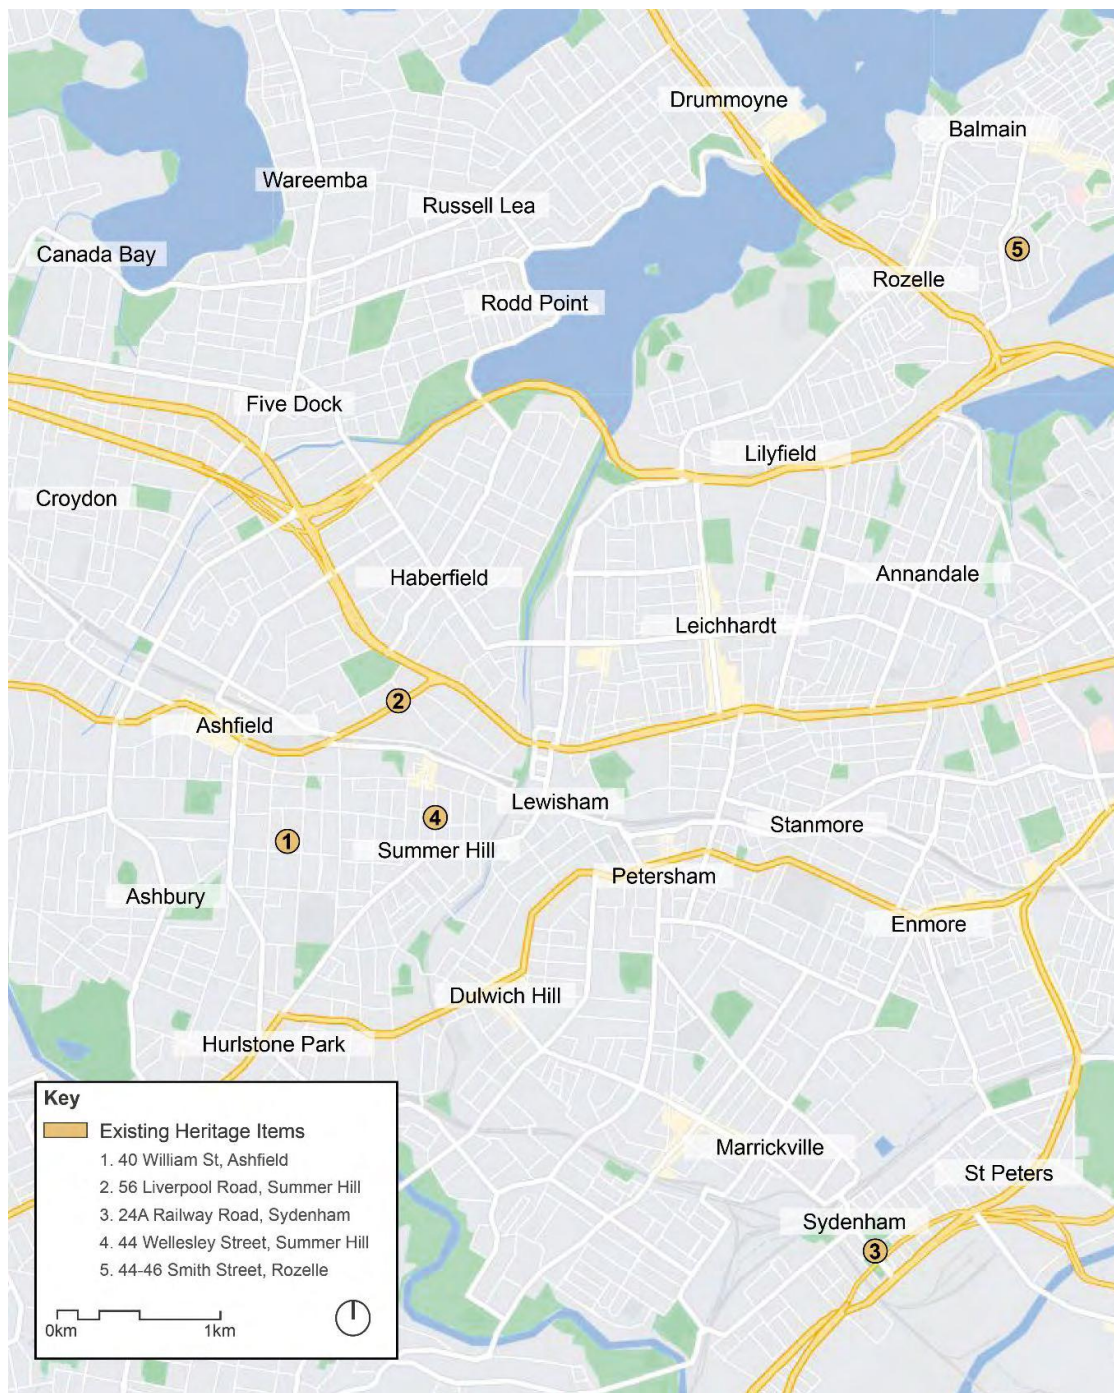 Drummoyne
Balmain
Wareemba
Russell Lea
Canada Bay
5
Rozelle
Rodd Point
Five Dock
Lilyfield
Croydon
Haberfield
Annandale
Leichhardt
2
Ashfield
Lewisham
4
Stanmore
1
Summer Hill
Petersham
Ashbury
Enmore
Dulwich Hill
Hurlstone Park
Marrickville
St Peters
Sydenham
3
Key
Existing Heritage Items
1. 40 William St, Ashfield
2. 56 Liverpool Road, Summer Hill
3. 24A Railway Road, Sydenham
4. 44 Wellesley Street, Summer Hill
5. 44-46 Smith Street, Rozelle
0km 1km